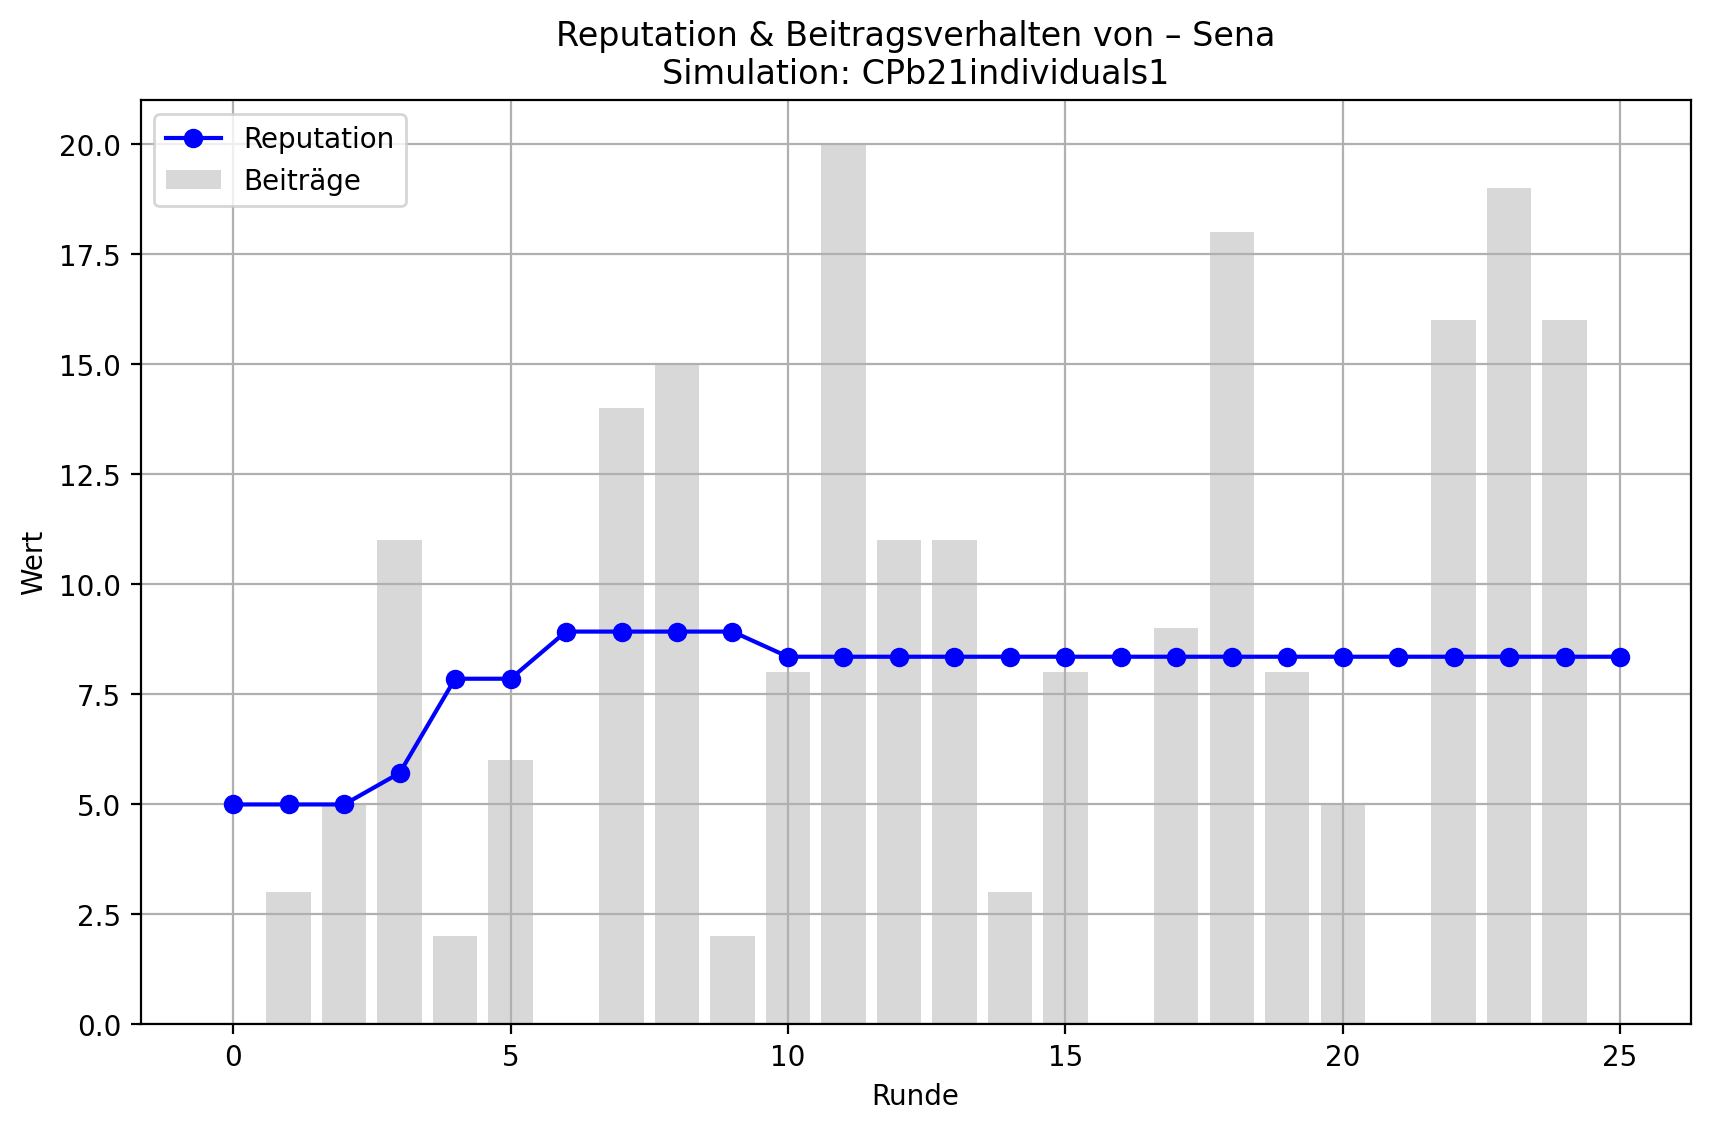 Reputation & Beitragsverhalten von – Sena
Simulation: CPb21individuals1
Reputation
Beiträge
20.0
17.5
15.0
12.5
10.0
7.5
5.0
2.5
0.0
Wert
0 5 10 15 20 25
Runde